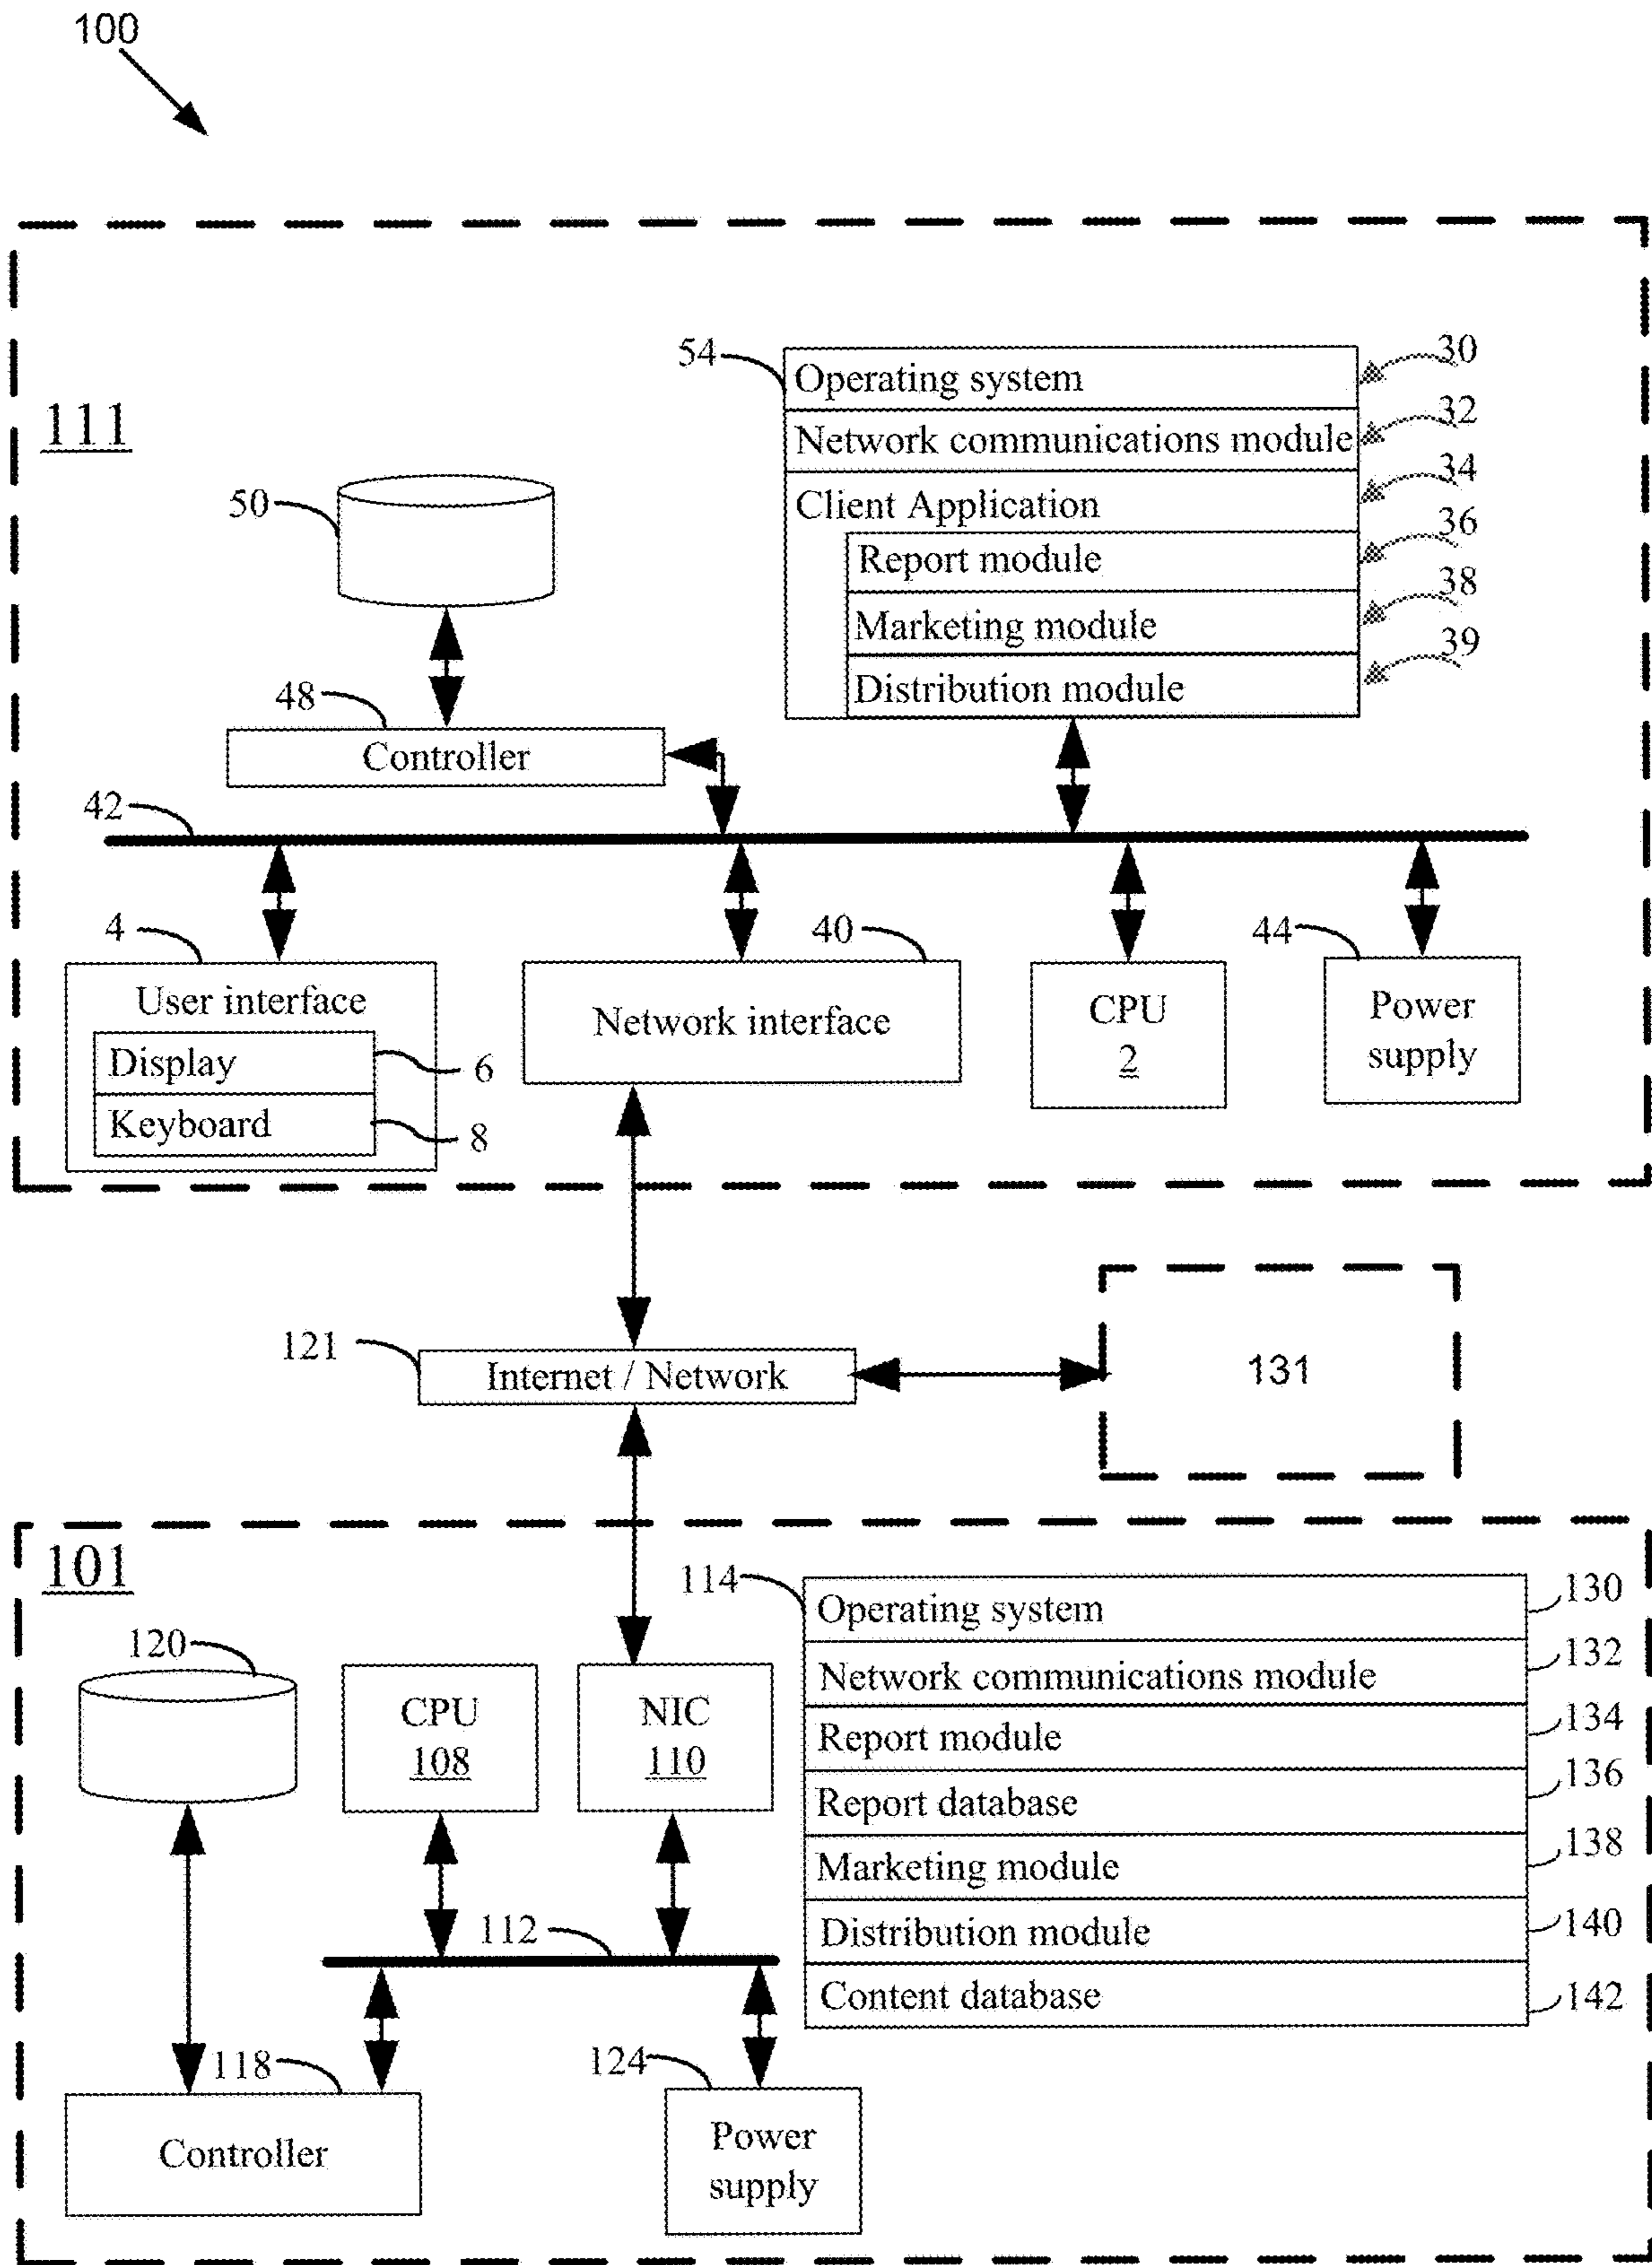 100
111
54
Operating system
30
Network communications module
32
Client Application
34
Report module
36
Marketing module
38
Distribution module
39
50
48
Controller
42
4
User interface
Display
6
Keyboard
8
40
Network interface
CPU
2
44
Power
supply
121
Internet / Network
131
101
120
CPU
108
NIC
110
114
Operating system
130
Network communications module
132
Report module
134
Report database
136
Marketing module
138
Distribution module
140
Content database
142
112
118
Controller
124
Power
supply